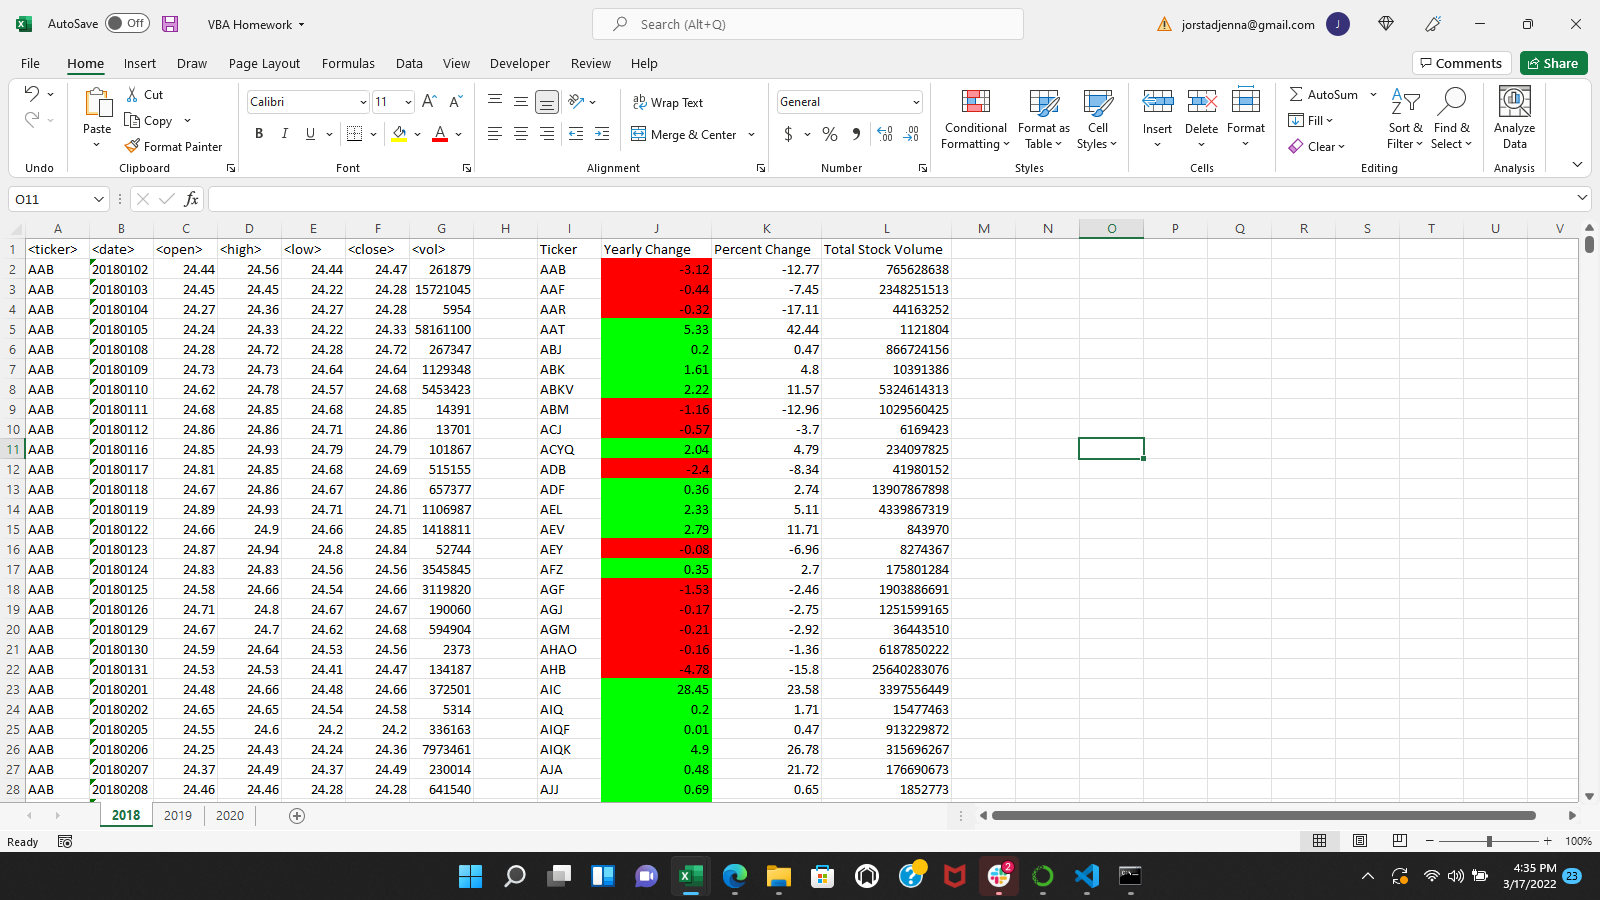 AutoSave Off VBA Homework Search (Alt+Q) jorstadjenna@gmail.com J
File Home Insert Draw Page Layout Formulas Data View Developer Review Help Comments Share
Undo
Paste Cut Copy Format Painter Clipboard
Calibri 11 B I U A Font
Wrap Text Merge & Center Alignment
General $ % Number
Conditional Formatting Format as Table Cell Styles Styles
Insert Delete Format Cells
AutoSum Fill Clear Sort & Filter Find & Select Editing
Analyze Data Analysis
O11 fx
A B C D E F G H I J K L M N O P Q R S T U V
1 <ticker> <date> <open> <high> <low> <close> <vol> Ticker Yearly Change Percent Change Total Stock Volume
2 AAB 20180102 24.44 24.56 24.44 24.47 261879 AAB -3.12 -12.77 765628638
3 AAB 20180103 24.45 24.45 24.22 24.28 15721045 AAF -0.44 -7.45 2348251513
4 AAB 20180104 24.27 24.36 24.27 24.28 5954 AAR -0.32 -17.11 44163252
5 AAB 20180105 24.24 24.33 24.22 24.33 58161100 AAT 5.33 42.44 1121804
6 AAB 20180108 24.28 24.72 24.28 24.72 267347 ABJ 0.2 0.47 866724156
7 AAB 20180109 24.73 24.73 24.64 24.64 1129348 ABK 1.61 4.8 10391386
8 AAB 20180110 24.62 24.78 24.57 24.68 5453423 ABKV 2.22 11.57 5324614313
9 AAB 20180111 24.68 24.85 24.68 24.85 14391 ABM -1.16 -12.96 1029560425
10 AAB 20180112 24.86 24.86 24.71 24.86 13701 ACJ -0.57 -3.7 6169423
11 AAB 20180116 24.85 24.93 24.79 24.79 101867 ACYQ 2.04 4.79 234097825
12 AAB 20180117 24.81 24.85 24.68 24.69 515155 ADB -2.4 -8.34 41980152
13 AAB 20180118 24.67 24.86 24.67 24.86 657377 ADF 0.36 2.74 13907867898
14 AAB 20180119 24.89 24.93 24.71 24.71 1106987 AEL 2.33 5.11 4339867319
15 AAB 20180122 24.66 24.9 24.66 24.85 1418811 AEV 2.79 11.71 843970
16 AAB 20180123 24.87 24.94 24.8 24.84 52744 AEY -0.08 -6.96 8274367
17 AAB 20180124 24.83 24.83 24.56 24.56 3545845 AFZ 0.35 2.7 175801284
18 AAB 20180125 24.58 24.66 24.54 24.66 3119820 AGF -1.53 -2.46 1903886691
19 AAB 20180126 24.71 24.8 24.67 24.67 190060 AGJ -0.17 -2.75 1251599165
20 AAB 20180129 24.67 24.7 24.62 24.68 594904 AGM -0.21 -2.92 36443510
21 AAB 20180130 24.59 24.64 24.53 24.56 2373 AHAO -0.16 -1.36 6187850222
22 AAB 20180131 24.53 24.53 24.41 24.47 134187 AHB -4.78 -15.8 25640283076
23 AAB 20180201 24.48 24.66 24.48 24.66 372501 AIC 28.45 23.58 3397556449
24 AAB 20180202 24.65 24.65 24.54 24.58 5314 AIQ 0.2 1.71 15477463
25 AAB 20180205 24.55 24.6 24.2 24.2 336163 AIQF 0.01 0.47 913229872
26 AAB 20180206 24.25 24.43 24.24 24.36 7973461 AIQK 4.9 26.78 315696267
27 AAB 20180207 24.37 24.49 24.37 24.49 230014 AJA 0.48 21.72 176690673
28 AAB 20180208 24.46 24.46 24.28 24.28 641540 AJJ 0.69 0.65 1852773
2018 2019 2020
Ready 100%
4:35 PM
3/17/2022 23